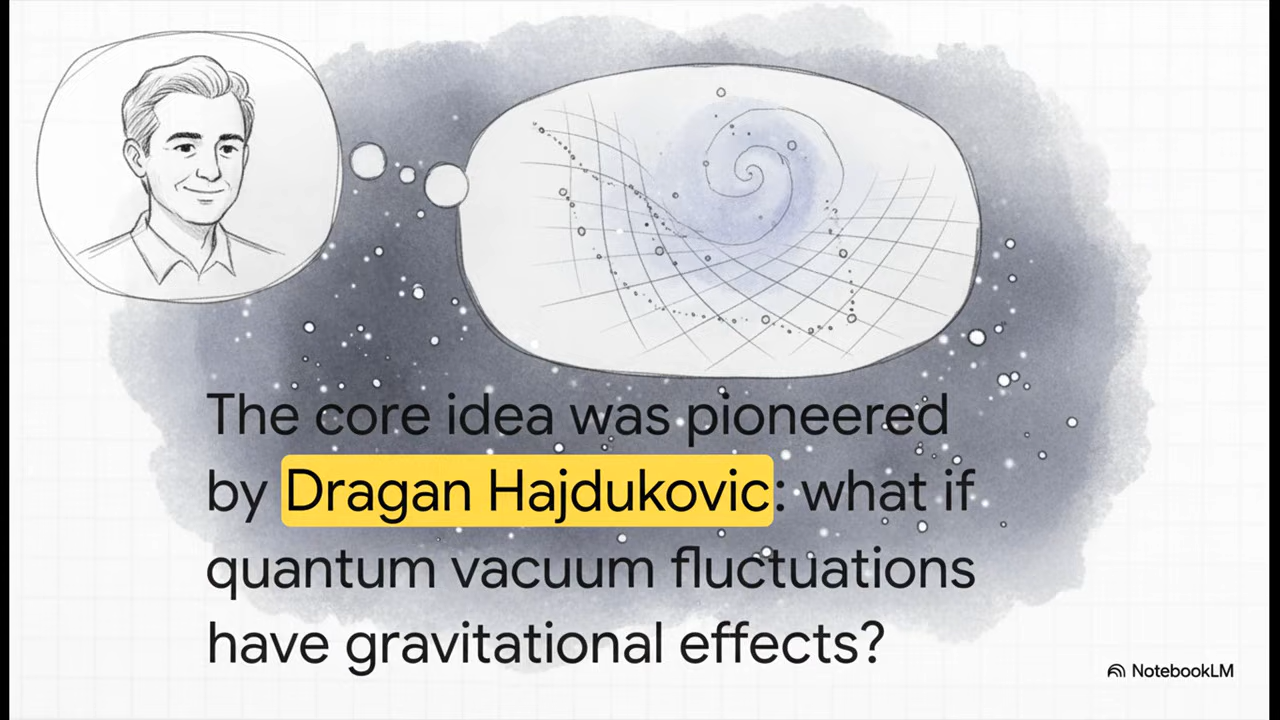 The core idea was pioneered
by Dragan Hajdukovic: what if
quantum vacuum fluctuations
have gravitational effects?
NotebookLM